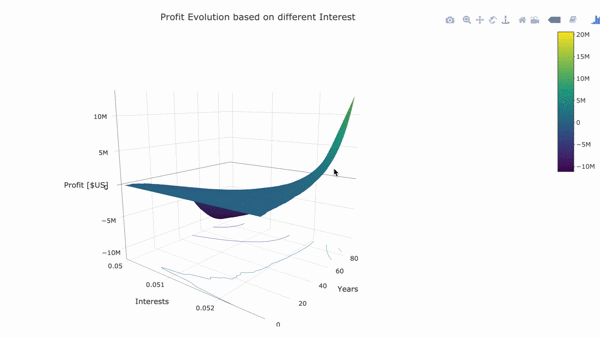 Profit Evolution based on different Interest
20M
15M
10M
5M
0
−5M
−10M
10M
5M
Profit [$US]
0
−5M
−10M
0.05
0.051
0.052
Interests
80
60
40
20
0
Years